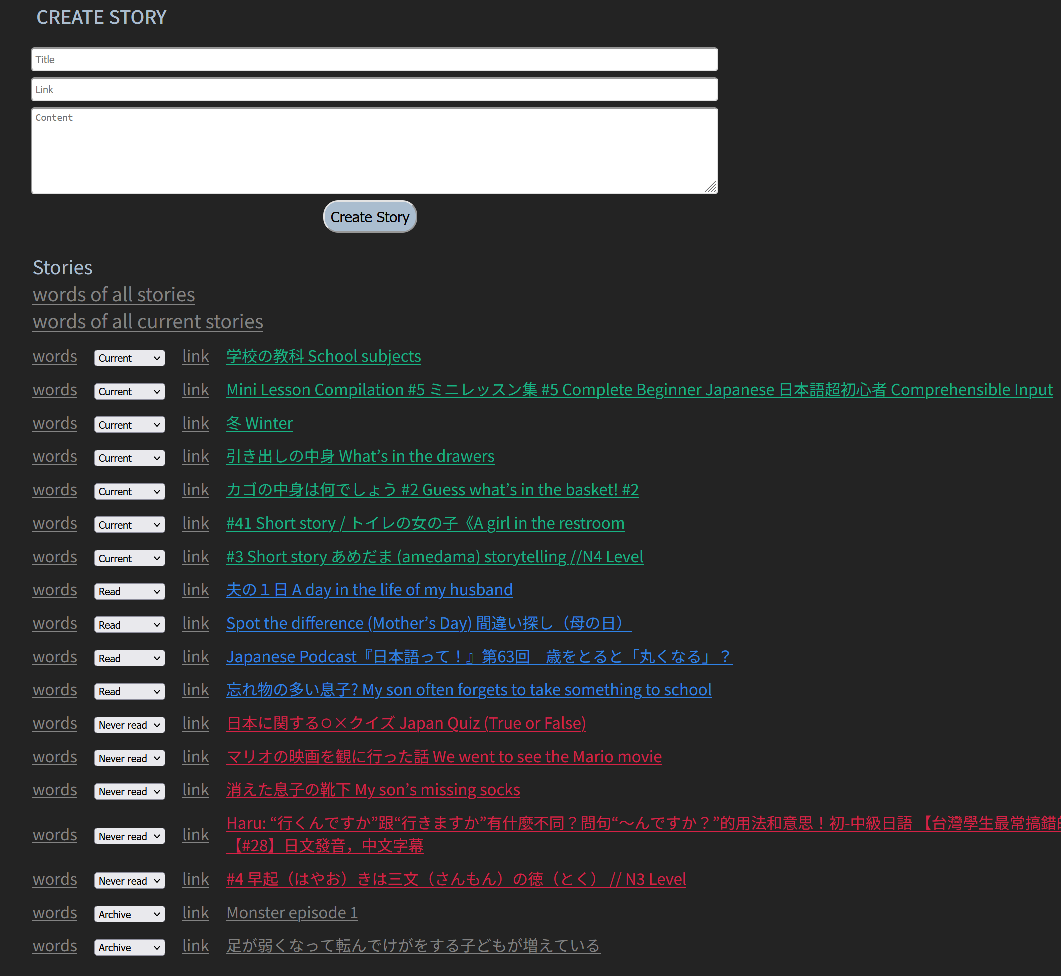 CREATE STORY
Title
Link
Content
Create Story
Stories
words of all stories
words of all current stories
words Current link 学校の教科 School subjects
words Current link Mini Lesson Compilation #5 ミニレッスン集 #5 Complete Beginner Japanese 日本語超初心者 Comprehensible Input
words Current link 冬 Winter
words Current link 引き出しの中身 What's in the drawers
words Current link カゴの中身は何でしょう #2 Guess what's in the basket! #2
words Current link #41 Short story / トイレの女の子《A girl in the restroom
words Current link #3 Short story あめだま (amedama) storytelling //N4 Level
words Read link 夫の１日 A day in the life of my husband
words Read link Spot the difference (Mother's Day) 間違い探し（母の日）
words Read link Japanese Podcast『日本語って！』第63回　歳をとると「丸くなる」？
words Read link 忘れ物の多い息子? My son often forgets to take something to school
words Never read link 日本に関する○×クイズ Japan Quiz (True or False)
words Never read link マリオの映画を観に行った話 We went to see the Mario movie
words Never read link 消えた息子の靴下 My son's missing socks
words Never read link Haru: “行くんですか”跟“行きますか”有什麼不同？問句“～んですか？”的用法和意思！初-中級日語 【台灣學生最常搞錯
【#28】日文發音，中文字幕
words Never read link #4 早起（はやお）きは三文（さんもん）の徳（とく） // N3 Level
words Archive link Monster episode 1
words Archive link 足が弱くなって転んでけがをする子どもが増えている